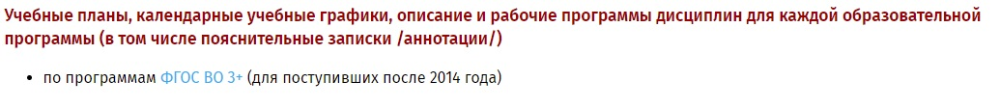 Учебные планы, календарные учебные графики, описание и рабочие программы дисциплин для каждой образовательной
программы (в том числе пояснительные записки /аннотации/)
• по программам ФГОС ВО 3+ (для поступивших после 2014 года)